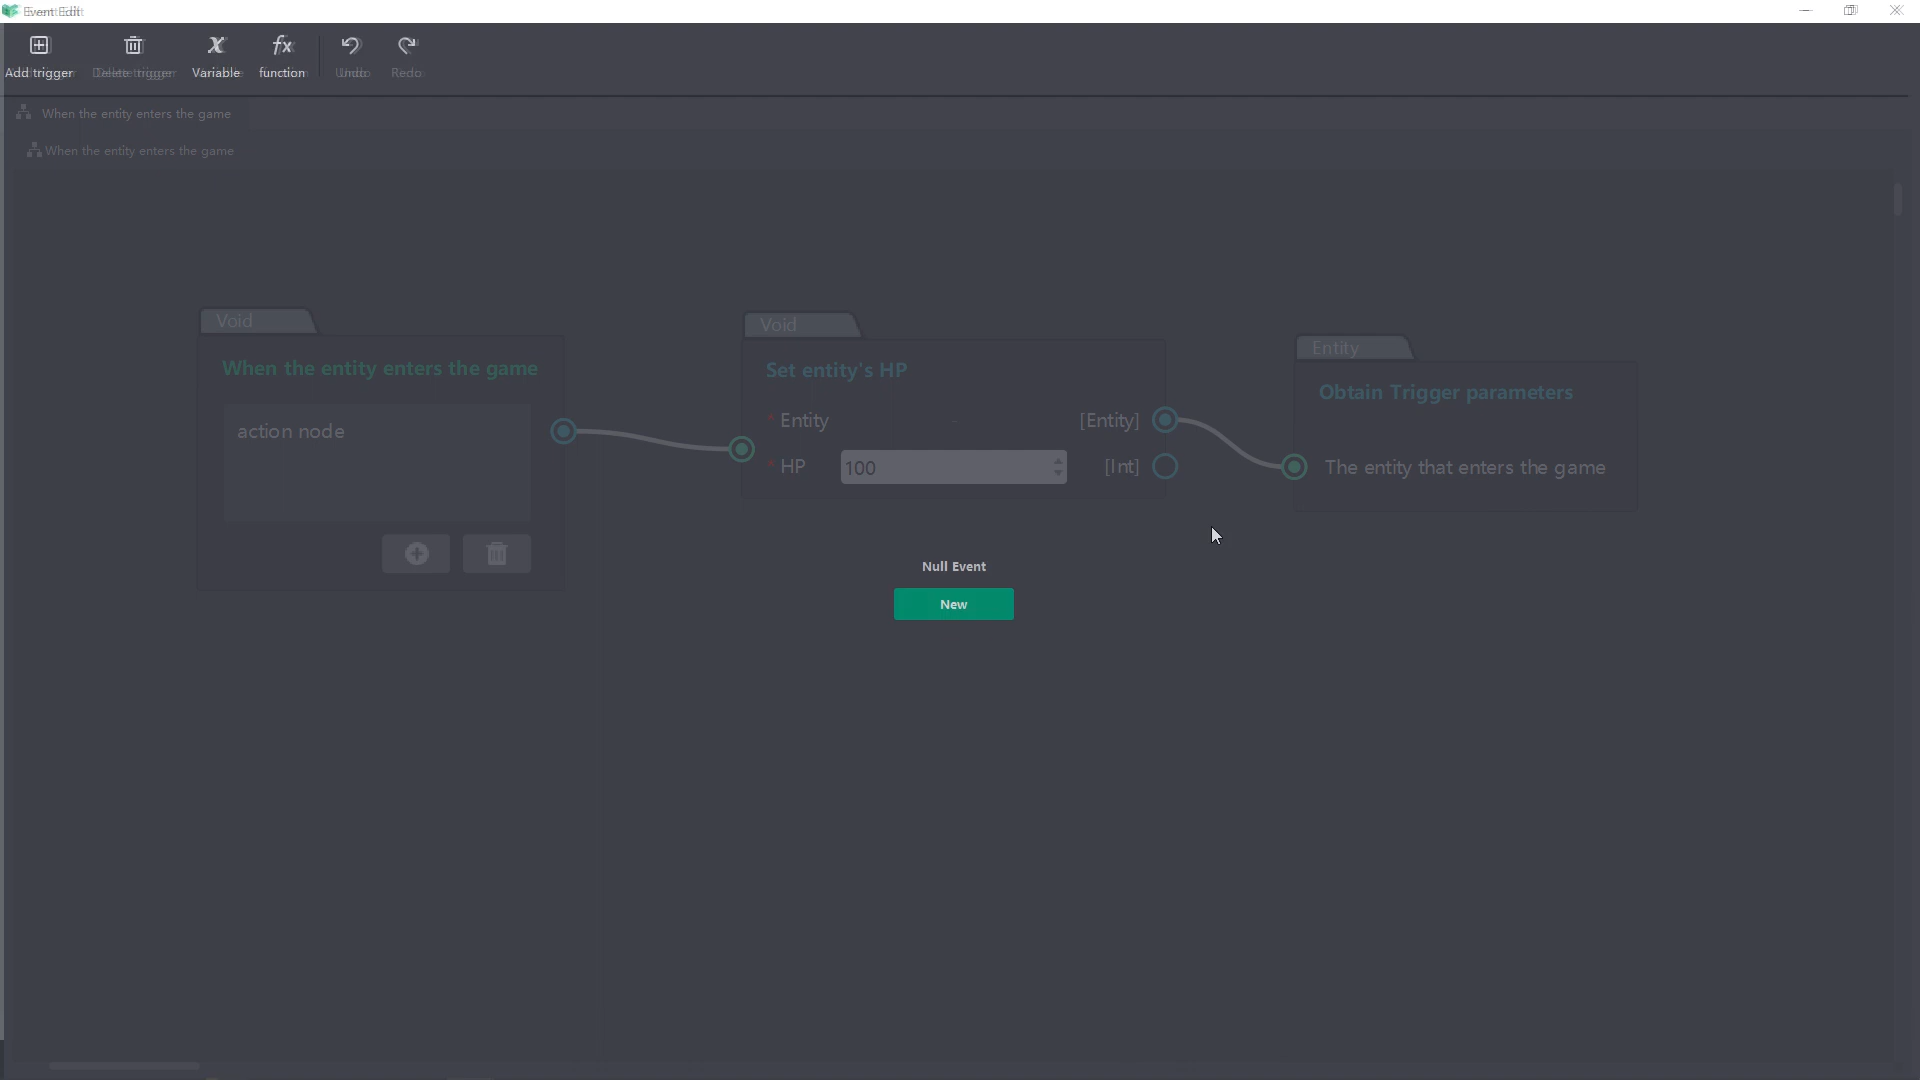 Event Edit
Add trigger Delete trigger Variable function Undo Redo
When the entity enters the game
When the entity enters the game
Void
When the entity enters the game
action node
Void
Set entity's HP
* Entity [Entity]
* HP 100 [Int]
Entity
Obtain Trigger parameters
The entity that enters the game
Null Event
New